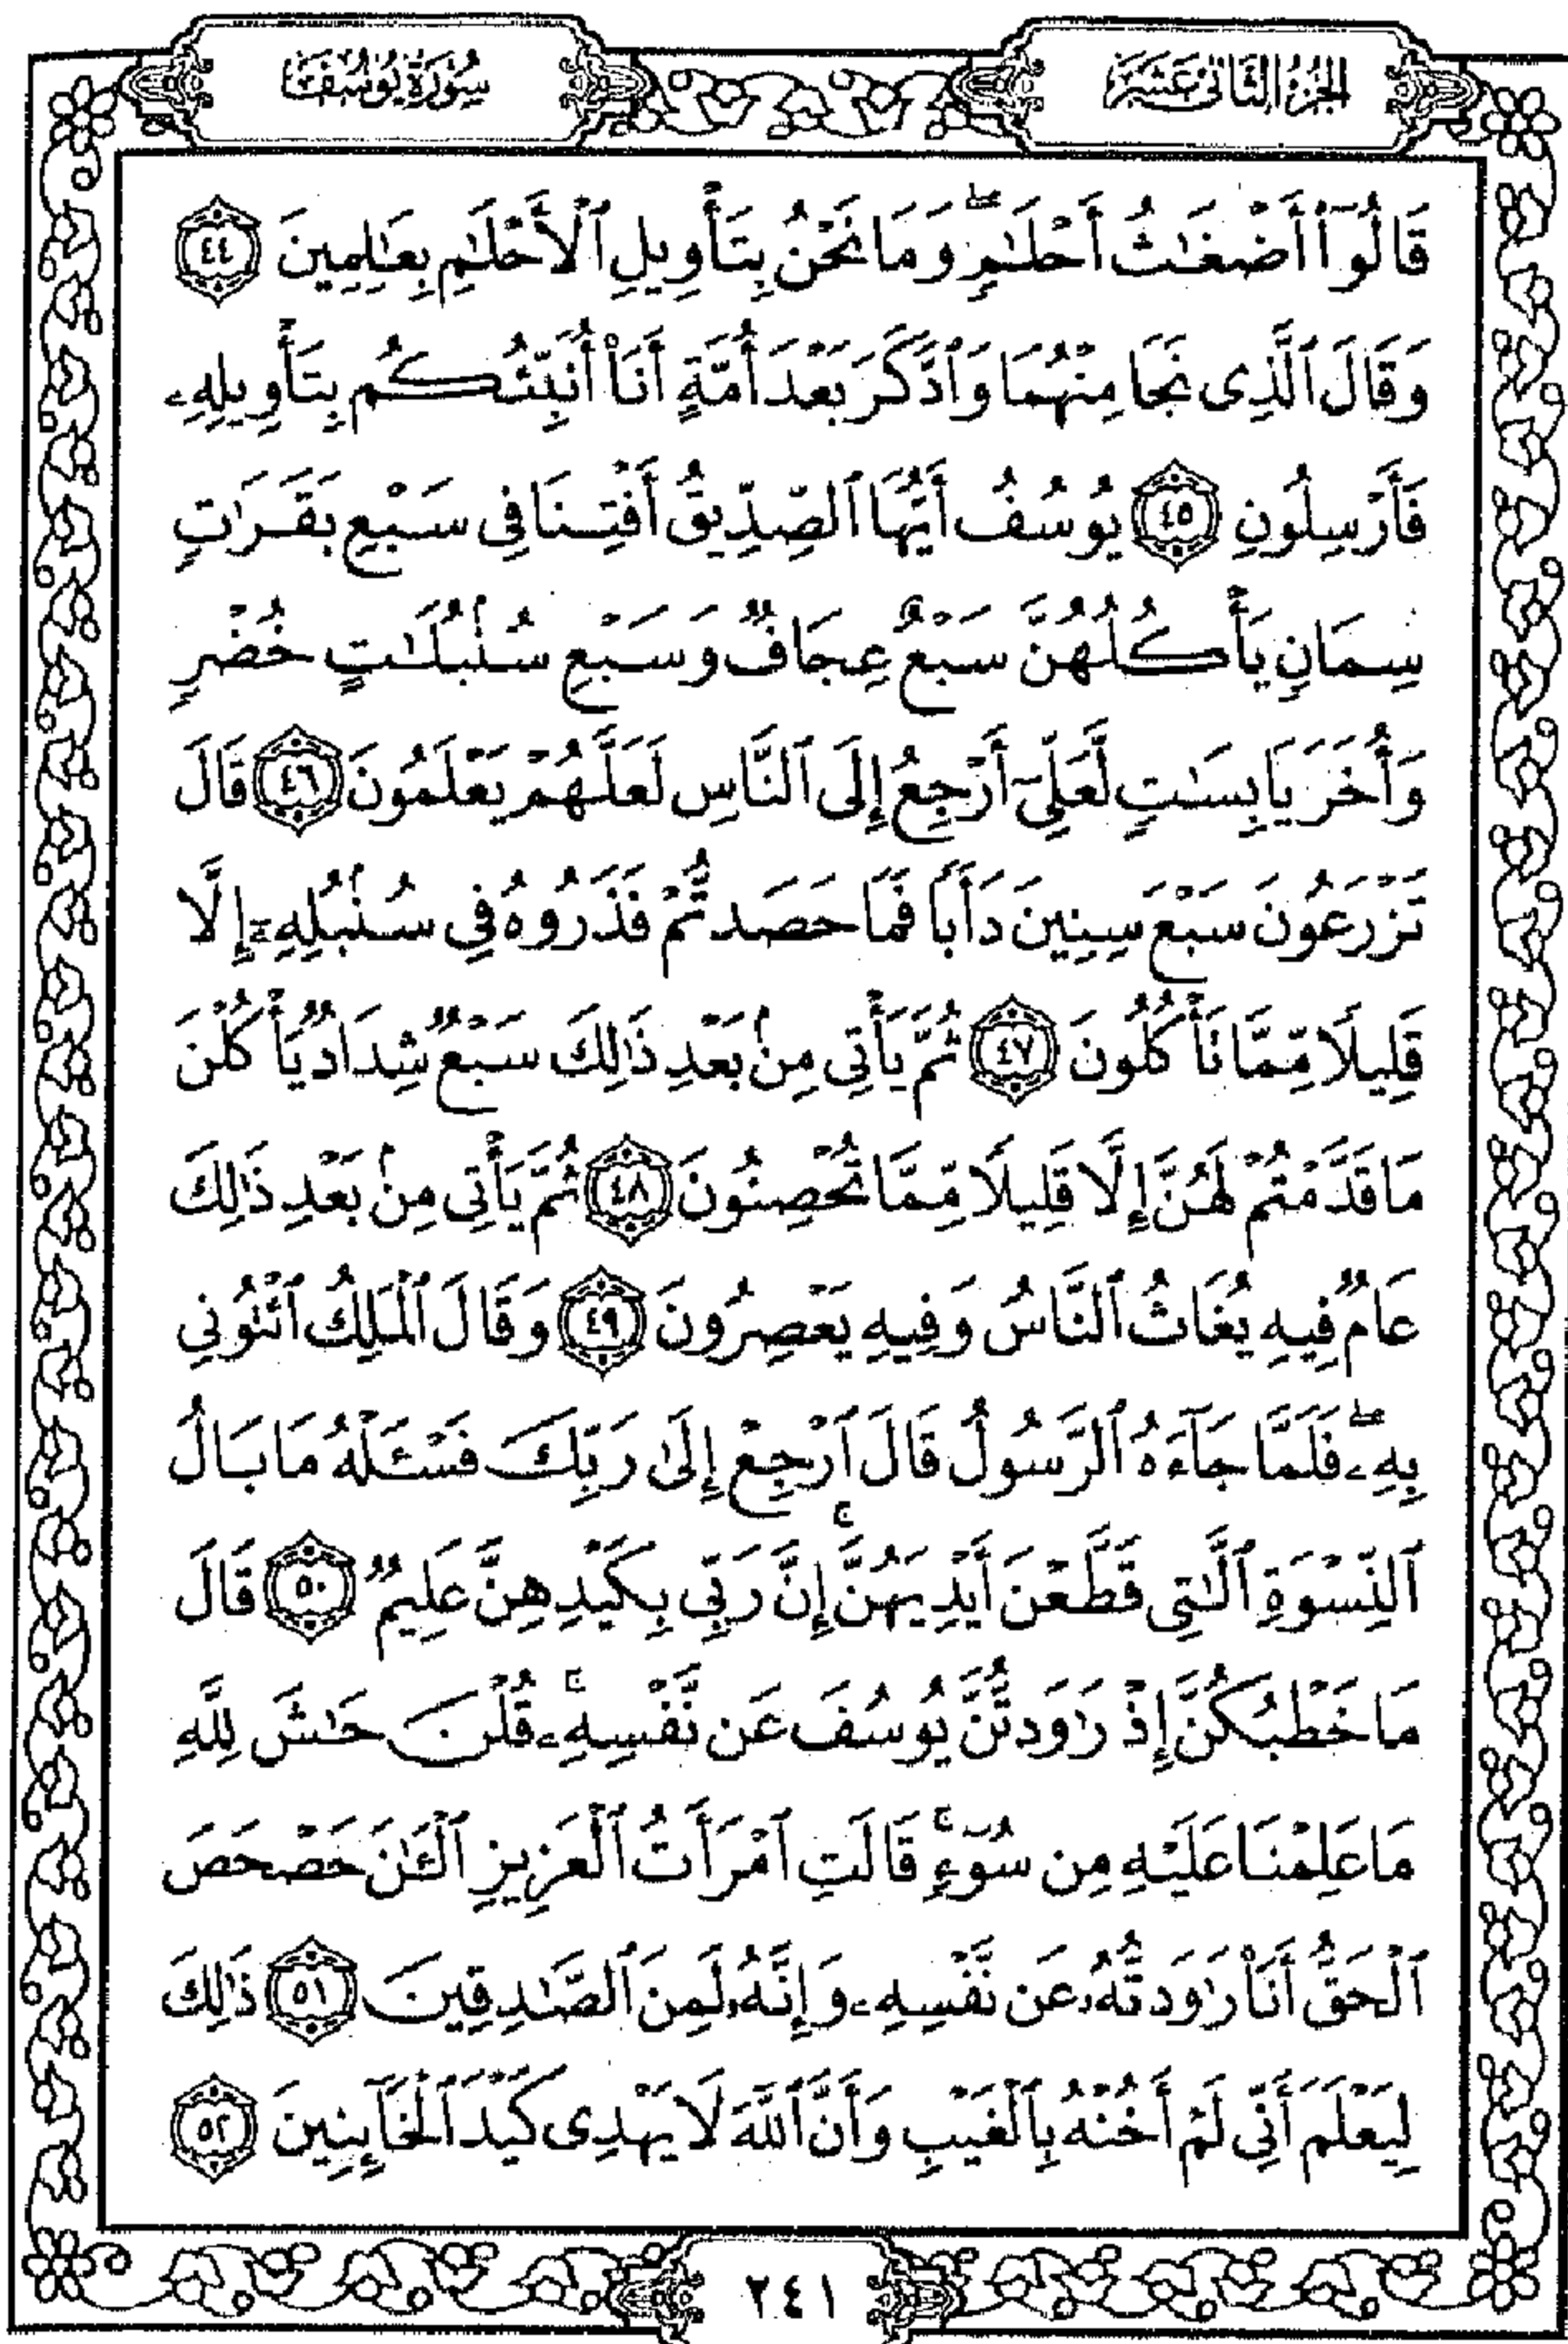 الجزء الثاني عشر
سورة يوسف
قَالُوٓا۟ أَضْغَـٰثُ أَحْلَـٰمٍۖ وَمَا نَحْنُ بِتَأْوِيلِ ٱلْأَحْلَـٰمِ بِعَـٰلِمِينَ ٤٤
وَقَالَ ٱلَّذِى نَجَا مِنْهُمَا وَٱدَّكَرَ بَعْدَ أُمَّةٍ أَنَا۠ أُنَبِّئُكُم بِتَأْوِيلِهِۦ
فَأَرْسِلُونِ ٤٥ يُوسُفُ أَيُّهَا ٱلصِّدِّيقُ أَفْتِنَا فِى سَبْعِ بَقَرَٰتٍ
سِمَانٍ يَأْكُلُهُنَّ سَبْعٌ عِجَافٌ وَسَبْعِ سُنۢبُلَـٰتٍ خُضْرٍ
وَأُخَرَ يَابِسَـٰتٍ لَّعَلِّىٓ أَرْجِعُ إِلَى ٱلنَّاسِ لَعَلَّهُمْ يَعْلَمُونَ ٤٦ قَالَ
تَزْرَعُونَ سَبْعَ سِنِينَ دَأَبًا فَمَا حَصَدتُّمْ فَذَرُوهُ فِى سُنۢبُلِهِۦٓ إِلَّا
قَلِيلًا مِّمَّا تَأْكُلُونَ ٤٧ ثُمَّ يَأْتِى مِنۢ بَعْدِ ذَٰلِكَ سَبْعٌ شِدَادٌ يَأْكُلْنَ
مَا قَدَّمْتُمْ لَهُنَّ إِلَّا قَلِيلًا مِّمَّا تُحْصِنُونَ ٤٨ ثُمَّ يَأْتِى مِنۢ بَعْدِ ذَٰلِكَ
عَامٌ فِيهِ يُغَاثُ ٱلنَّاسُ وَفِيهِ يَعْصِرُونَ ٤٩ وَقَالَ ٱلْمَلِكُ ٱئْتُونِى
بِهِۦۖ فَلَمَّا جَآءَهُ ٱلرَّسُولُ قَالَ ٱرْجِعْ إِلَىٰ رَبِّكَ فَسْـَٔلْهُ مَا بَالُ
ٱلنِّسْوَةِ ٱلَّـٰتِى قَطَّعْنَ أَيْدِيَهُنَّۚ إِنَّ رَبِّى بِكَيْدِهِنَّ عَلِيمٌ ٥٠ قَالَ
مَا خَطْبُكُنَّ إِذْ رَٰوَدتُّنَّ يُوسُفَ عَن نَّفْسِهِۦۚ قُلْنَ حَـٰشَ لِلَّهِ
مَا عَلِمْنَا عَلَيْهِ مِن سُوٓءٍۚ قَالَتِ ٱمْرَأَتُ ٱلْعَزِيزِ ٱلْـَٔـٰنَ حَصْحَصَ
ٱلْحَقُّ أَنَا۠ رَٰوَدتُّهُۥ عَن نَّفْسِهِۦ وَإِنَّهُۥ لَمِنَ ٱلصَّـٰدِقِينَ ٥١ ذَٰلِكَ
لِيَعْلَمَ أَنِّى لَمْ أَخُنْهُ بِٱلْغَيْبِ وَأَنَّ ٱللَّهَ لَا يَهْدِى كَيْدَ ٱلْخَآئِنِينَ ٥٢
٢٤١